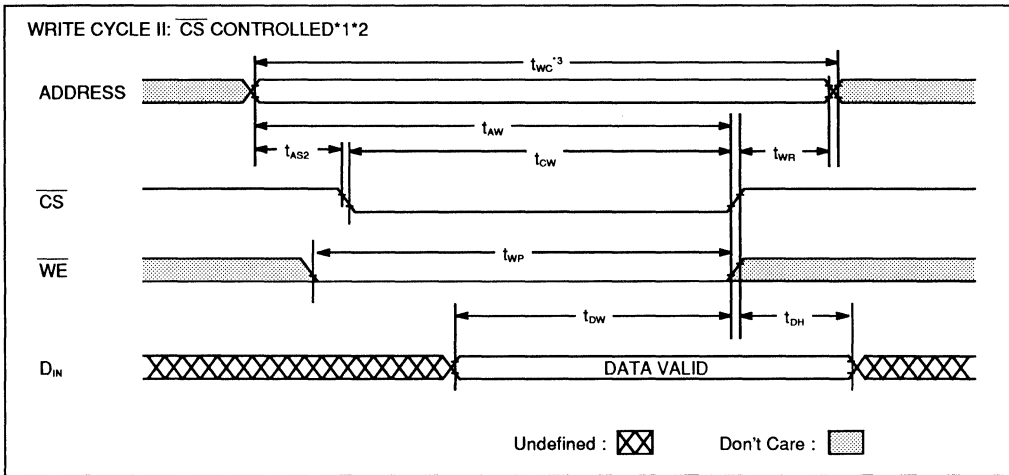 WRITE CYCLE II: CS CONTROLLED*1*2
tWC*3
ADDRESS
tAW
tAS2
tCW
tWR
CS
tWP
WE
tDW
tDH
DIN
DATA VALID
Undefined :
Don't Care :